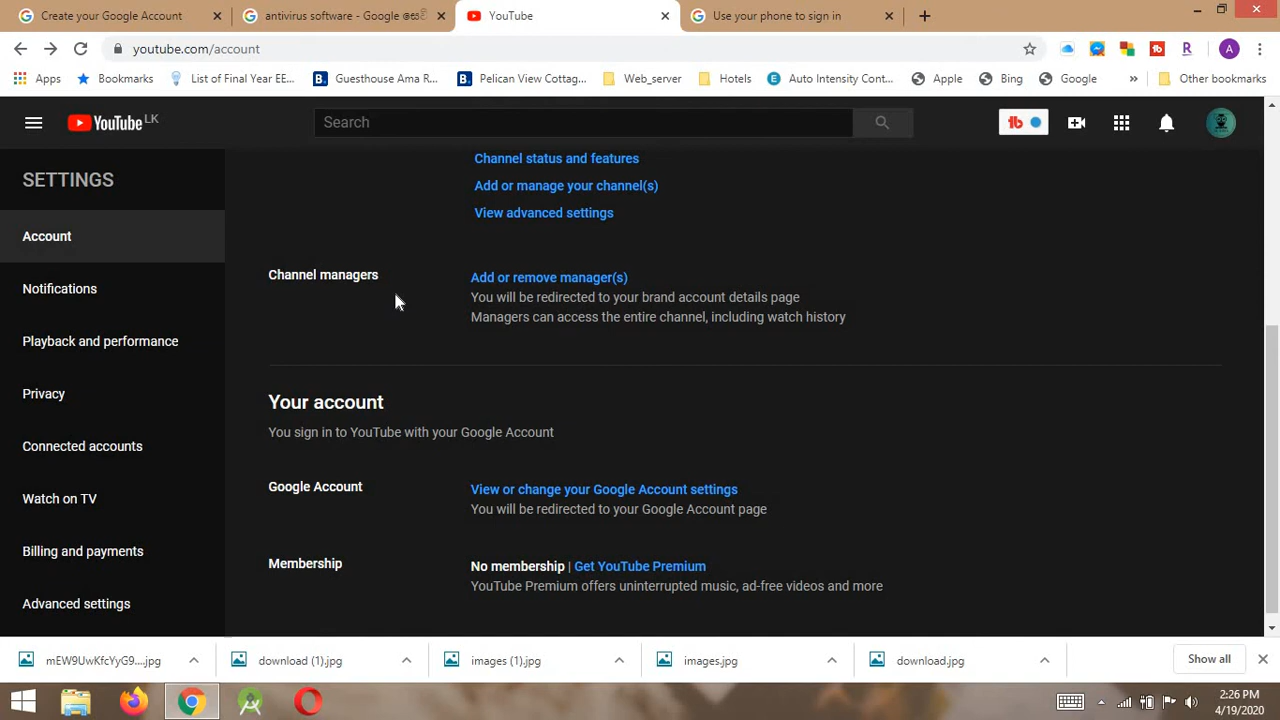 Create your Google Account
antivirus software - Google
YouTube
Use your phone to sign in
youtube.com/account
A
Apps
Bookmarks
List of Final Year EE...
Guesthouse Ama R...
Pelican View Cottag...
Web_server
Hotels
Auto Intensity Cont...
Apple
Bing
Google
»
Other bookmarks
YouTube LK
Search
SETTINGS
Account
Notifications
Playback and performance
Privacy
Connected accounts
Watch on TV
Billing and payments
Advanced settings
Channel status and features
Add or manage your channel(s)
View advanced settings
Channel managers
Add or remove manager(s)
You will be redirected to your brand account details page
Managers can access the entire channel, including watch history
Your account
You sign in to YouTube with your Google Account
Google Account
View or change your Google Account settings
You will be redirected to your Google Account page
Membership
No membership | Get YouTube Premium
YouTube Premium offers uninterrupted music, ad-free videos and more
mEW9UwKfcYyG9....jpg
download (1).jpg
images (1).jpg
images.jpg
download.jpg
Show all
2:26 PM
4/19/2020